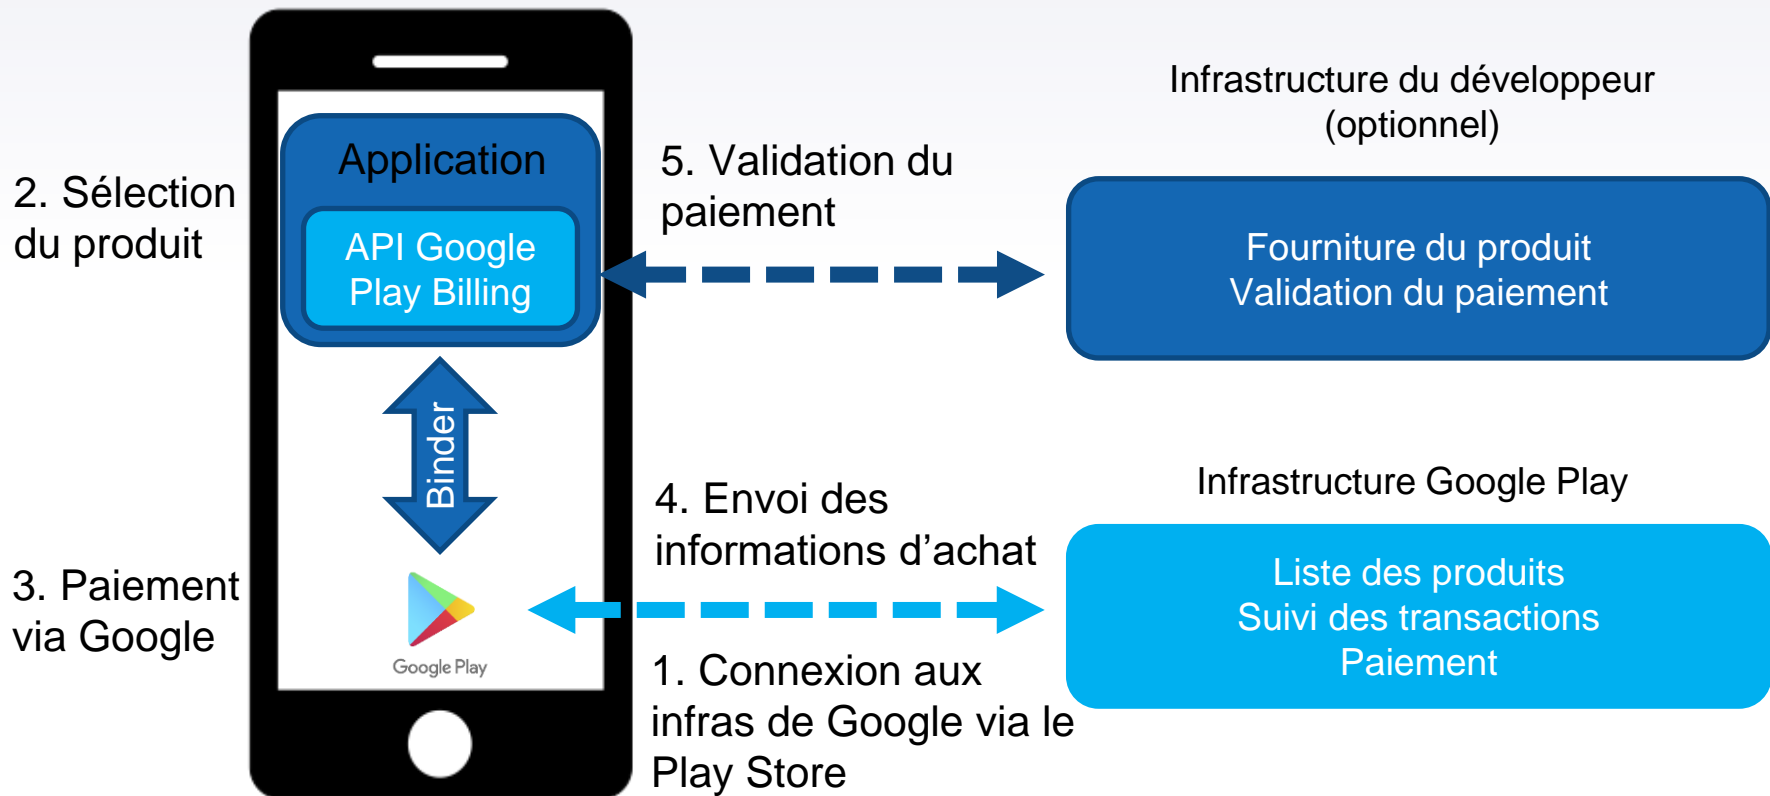 2. Sélection
du produit
3. Paiement
via Google
Application
API Google
Play Billing
Binder
Google Play
5. Validation du
paiement
4. Envoi des
informations d’achat
1. Connexion aux
infras de Google via le
Play Store
Infrastructure du développeur
(optionnel)
Fourniture du produit
Validation du paiement
Infrastructure Google Play
Liste des produits
Suivi des transactions
Paiement